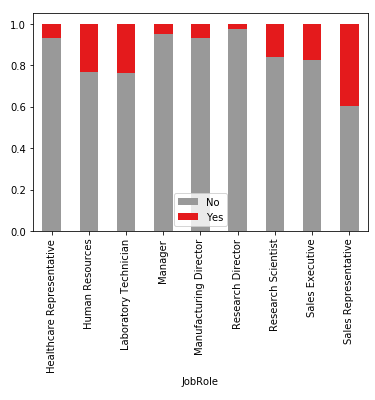 1.0
0.8
0.6
0.4
0.2
0.0
No
Yes
Healthcare Representative
Human Resources
Laboratory Technician
Manager
Manufacturing Director
Research Director
Research Scientist
Sales Executive
Sales Representative
JobRole